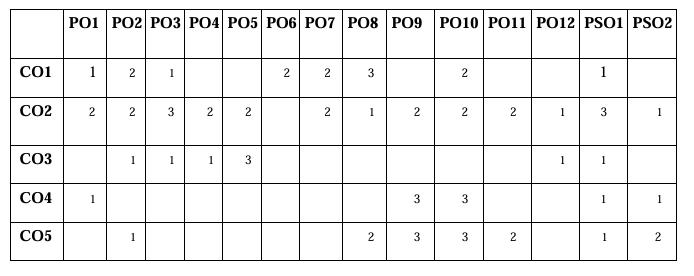 PO1 PO2 PO3 PO4 PO5 PO6 PO7 PO8 PO9 PO10 PO11 PO12 PSO1 PSO2
CO1 1 2 1 2 2 3 2 1
CO2 2 2 3 2 2 2 1 2 2 2 1 3 1
CO3 1 1 1 3 1 1
CO4 1 3 3 1 1
CO5 1 2 3 3 2 1 2